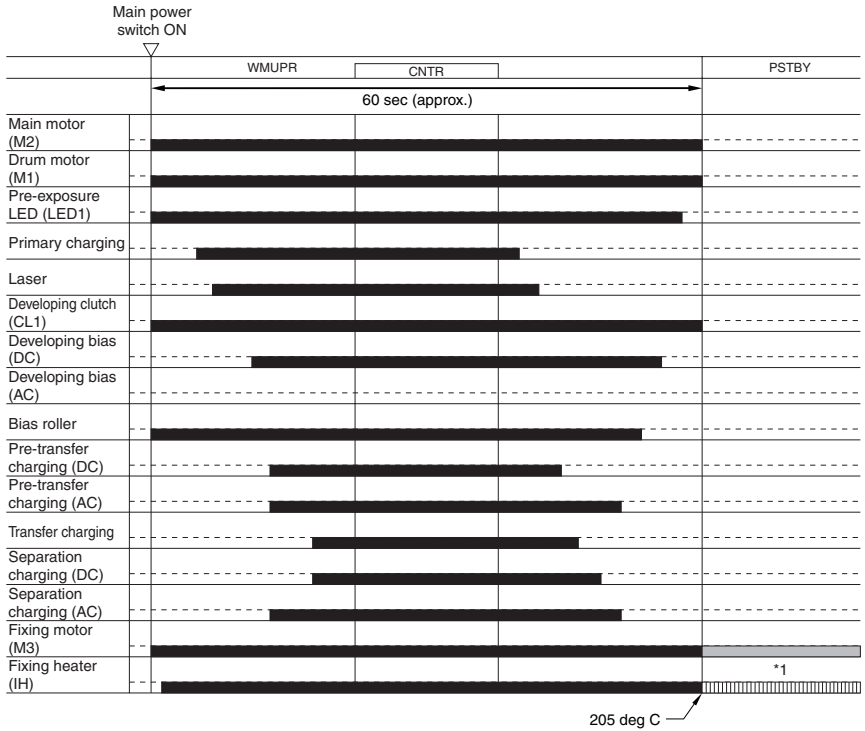 Main power
switch ON
WMUPR
CNTR
PSTBY
60 sec (approx.)
Main motor
(M2)
Drum motor
(M1)
Pre-exposure
LED (LED1)
Primary charging
Laser
Developing clutch
(CL1)
Developing bias
(DC)
Developing bias
(AC)
Bias roller
Pre-transfer
charging (DC)
Pre-transfer
charging (AC)
Transfer charging
Separation
charging (DC)
Separation
charging (AC)
Fixing motor
(M3)
Fixing heater
(IH)
*1
205 deg C